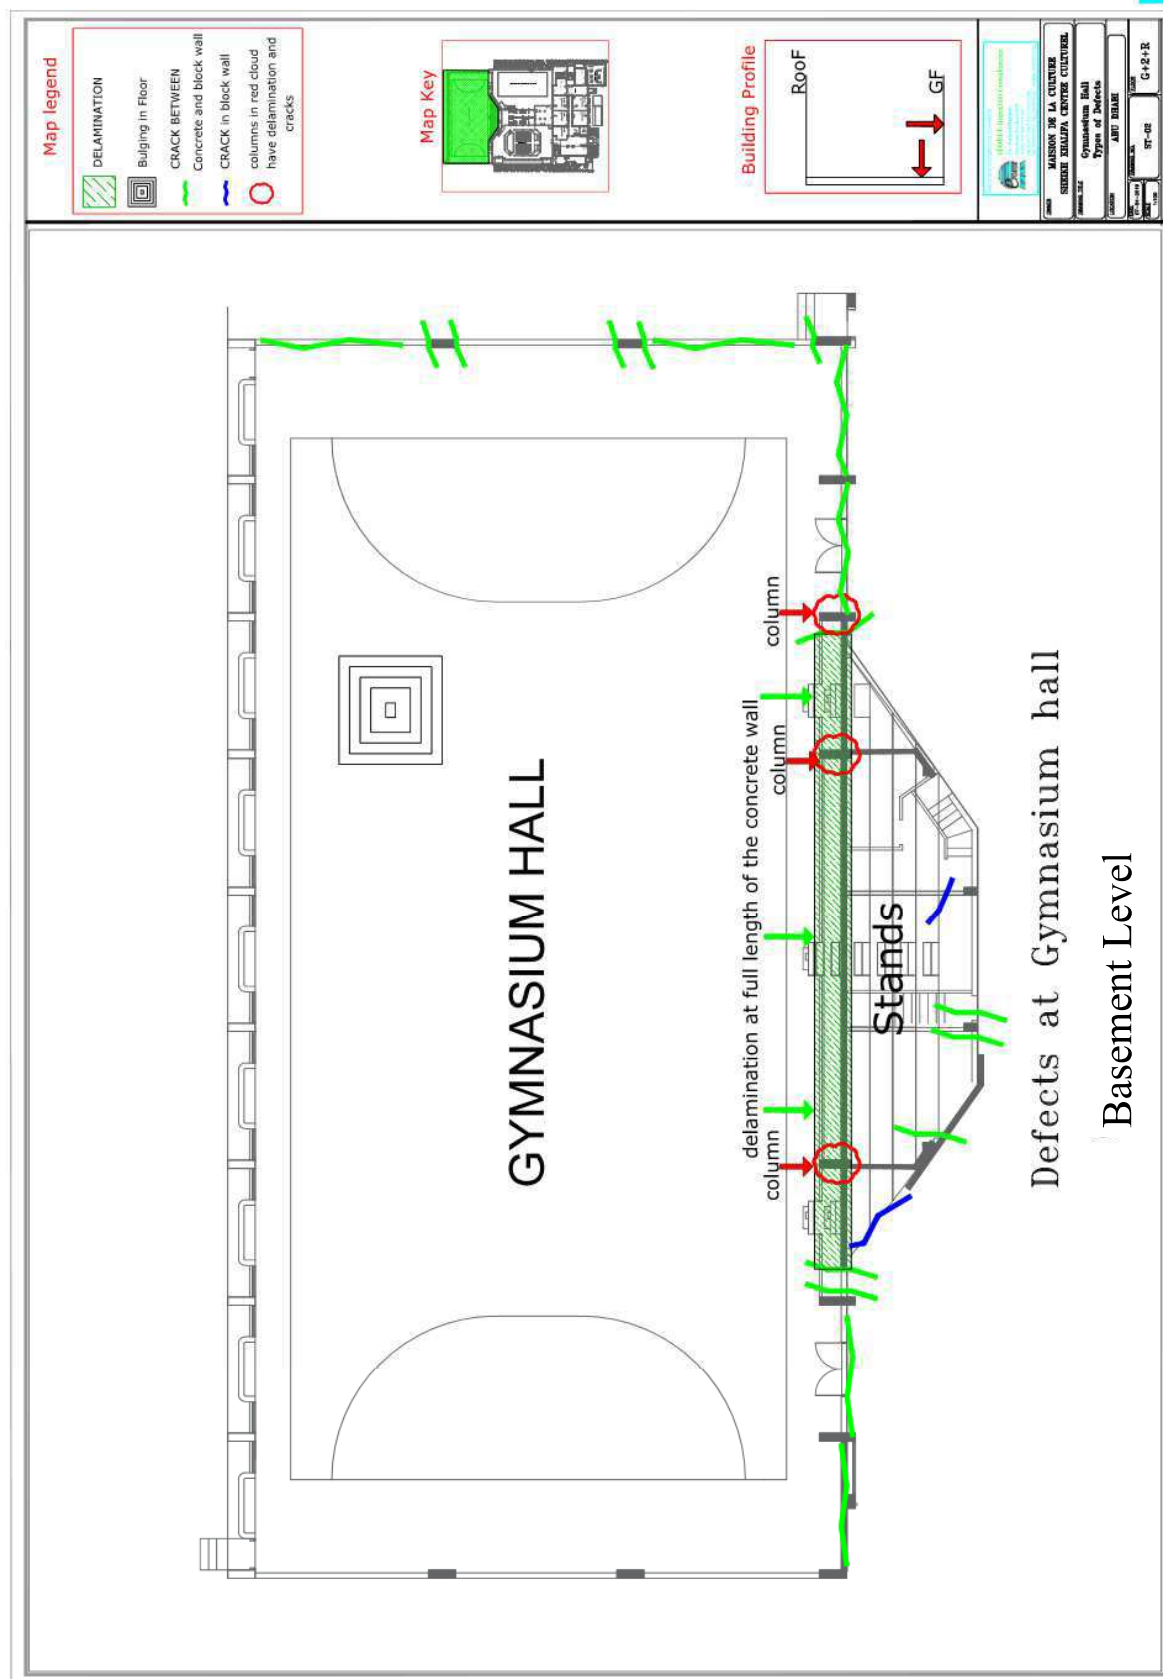 Map legend
DELAMINATION
Bulging in Floor
CRACK BETWEEN
Concrete and block wall
CRACK in block wall
columns in red cloud
have delamination and
cracks
Map Key
Building Profile
RooF
GF
MAISION DE LA CULTURE
SHEIKH KHALIFA CENTRE CULTUREL
Gymnasium Hall
Types of Defects
ABU DHABI
ST-02
G+2+R
GYMNASIUM HALL
column
delamination at full length of the concrete wall
column
column
Stands
Defects at Gymnasium hall
Basement Level